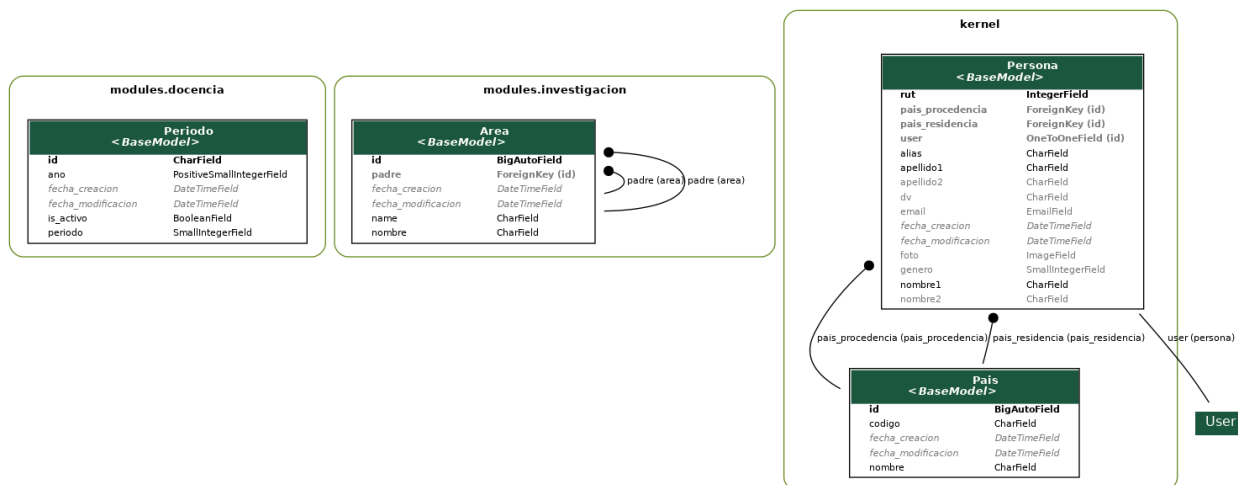 modules.docencia
Periodo
<BaseModel>
id CharField
ano PositiveSmallIntegerField
fecha_creacion DateTimeField
fecha_modificacion DateTimeField
is_activo BooleanField
periodo SmallIntegerField
modules.investigacion
Area
<BaseModel>
id BigAutoField
padre ForeignKey (id)
fecha_creacion DateTimeField
fecha_modificacion DateTimeField
name CharField
nombre CharField
padre (area) padre (area)
kernel
Persona
<BaseModel>
rut IntegerField
pais_procedencia ForeignKey (id)
pais_residencia ForeignKey (id)
user OneToOneField (id)
alias CharField
apellido1 CharField
apellido2 CharField
dv CharField
email EmailField
fecha_creacion DateTimeField
fecha_modificacion DateTimeField
foto ImageField
genero SmallIntegerField
nombre1 CharField
nombre2 CharField
pais_procedencia (pais_procedencia) pais_residencia (pais_residencia) user (persona)
Pais
<BaseModel>
id BigAutoField
codigo CharField
fecha_creacion DateTimeField
fecha_modificacion DateTimeField
nombre CharField
User